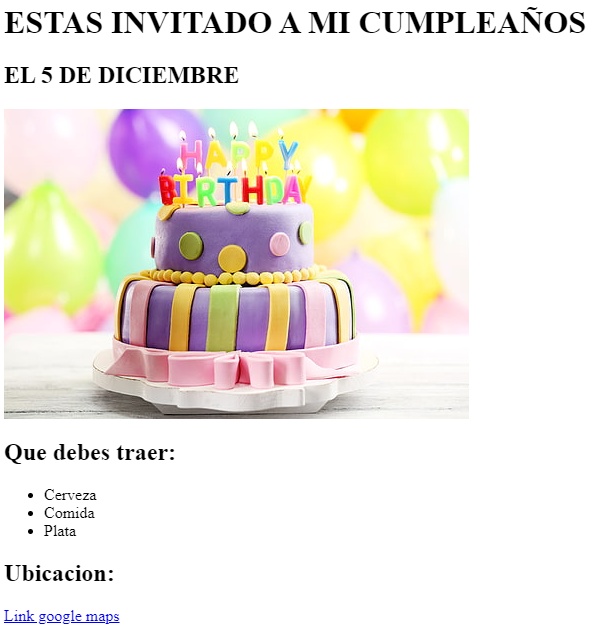 ESTAS INVITADO A MI CUMPLEAÑOS
EL 5 DE DICIEMBRE
HAPPY
BIRTHDAY
Que debes traer:
Cerveza
Comida
Plata
Ubicacion:
Link google maps